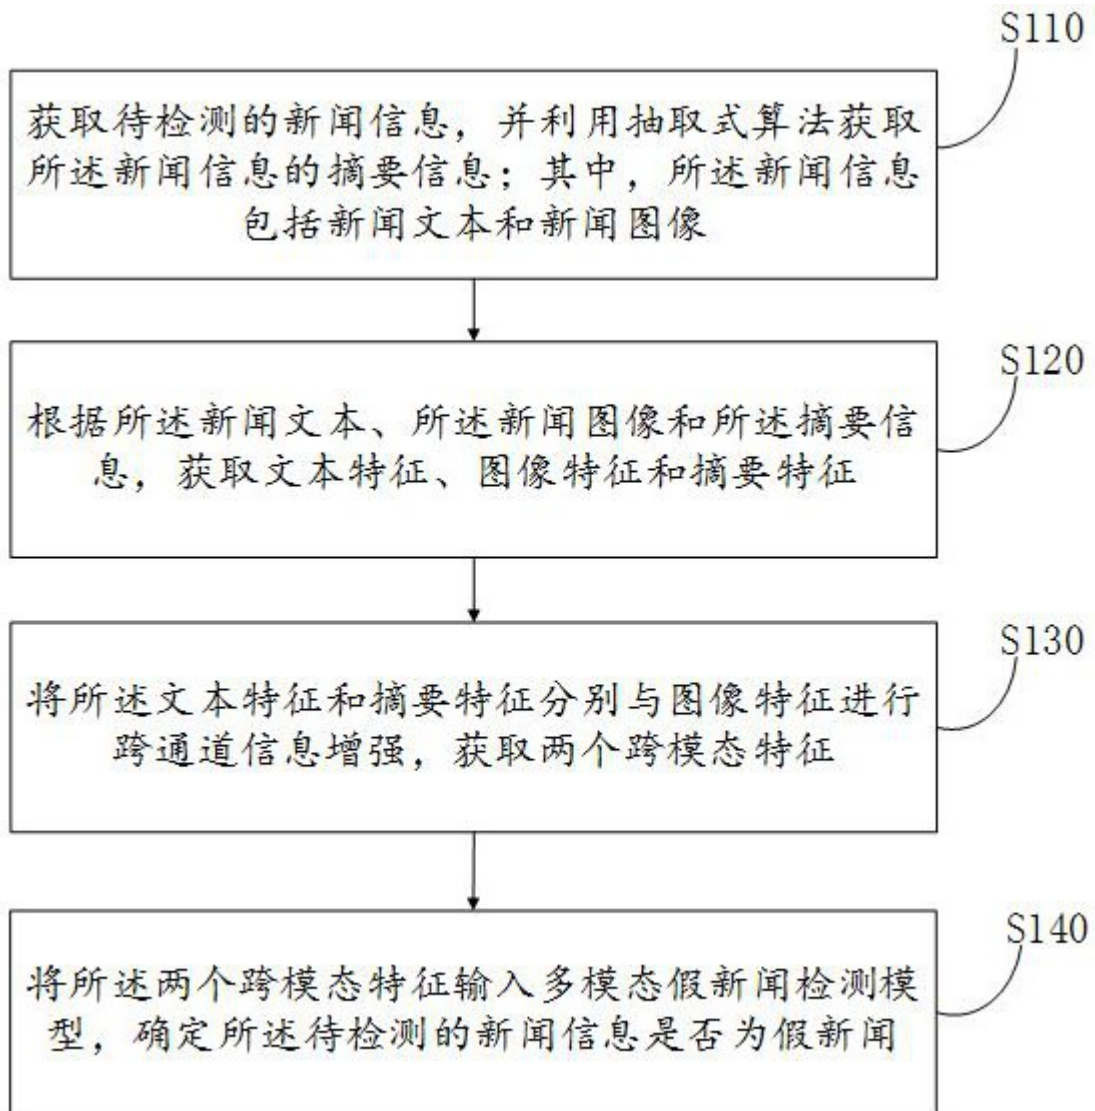 S110
获取待检测的新闻信息，并利用抽取式算法获取
所述新闻信息的摘要信息；其中，所述新闻信息
包括新闻文本和新闻图像
S120
根据所述新闻文本、所述新闻图像和所述摘要信
息，获取文本特征、图像特征和摘要特征
S130
将所述文本特征和摘要特征分别与图像特征进行
跨通道信息增强，获取两个跨模态特征
S140
将所述两个跨模态特征输入多模态假新闻检测模
型，确定所述待检测的新闻信息是否为假新闻